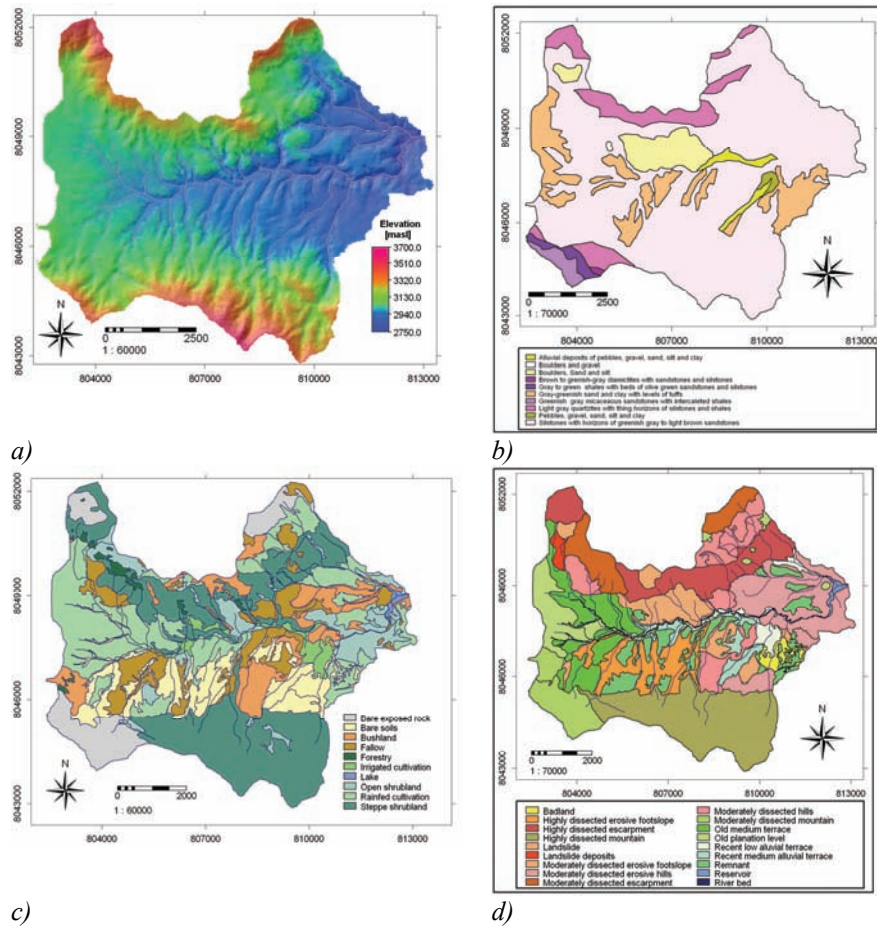 8052000
8049000
8046000
8043000
Elevation
[masl]
3700.0
3510.0
3320.0
3130.0
2940.0
2750.0
N
2500
1 : 60000
804000
807000
810000
813000
a)
8052000
8049000
8046000
8043000
N
0
2500
1 : 70000
804000
807000
810000
813000
Alluvial deposits of pebbles, gravel, sand, silt and clay
Boulders and gravel
Boulders, Sand and silt
Brown to greenish-gray diamictites with sandstones and silstones
Gray to green shales with beds of olive green sandstones and silstones
Gray-greenish sand and clay with levels of tuffs
Greenish gray micaceous sandstones with intercaleted shales
Light gray quartzites with thing horizons of silstones and shales
Pebbles, gravel, sand, silt and clay
Silstones with horizons of greenish gray to light brown sandstones
b)
8052000
8049000
8046000
8043000
Bare exposed rock
Bare soils
Bushland
Fallow
Forestry
Irrigated cultivation
Lake
Open shrubland
Rainfed cultivation
Steppe shrubland
N
0
2000
1 : 60000
804000
807000
810000
813000
c)
8052000
8049000
8046000
8043000
N
0
2000
1 : 70000
804000
807000
810000
813000
Badland
Highly dissected erosive footslope
Highly dissected escarpment
Highly dissected mountain
Landslide
Landslide deposits
Moderately dissected erosive footslope
Moderately dissected erosive hills
Moderately dissected escarpment
Moderately dissected hills
Moderately dissected mountain
Old medium terrace
Old planation level
Recent low aluvial terrace
Recent medium alluvial terrace
Remnant
Reservoir
River bed
d)